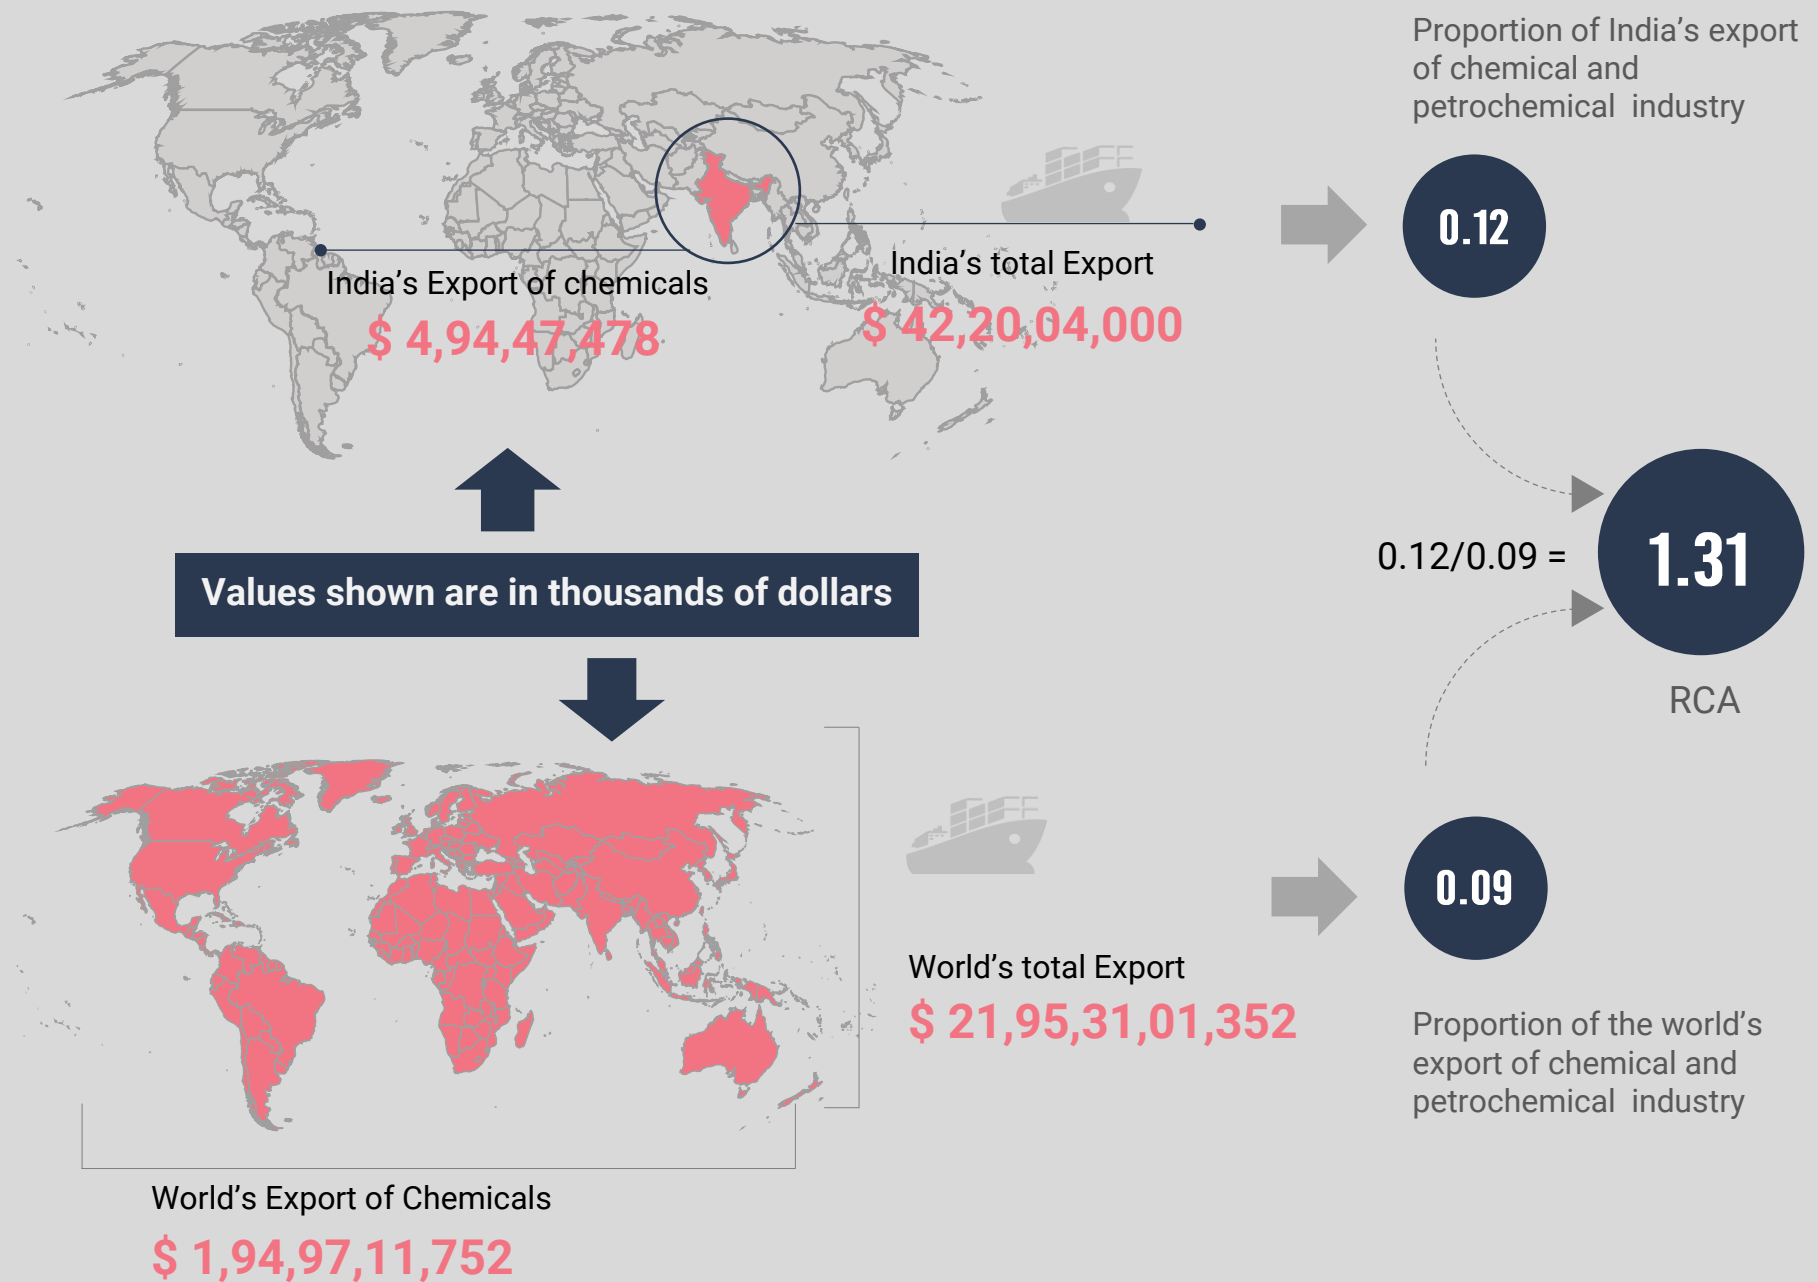 Proportion of India’s export
of chemical and
petrochemical industry
0.12
India’s total Export
$ 42,20,04,000
India’s Export of chemicals
$ 4,94,47,478
Values shown are in thousands of dollars
0.12/0.09 =
1.31
RCA
0.09
World’s total Export
$ 21,95,31,01,352
Proportion of the world’s
export of chemical and
petrochemical industry
World’s Export of Chemicals
$ 1,94,97,11,752